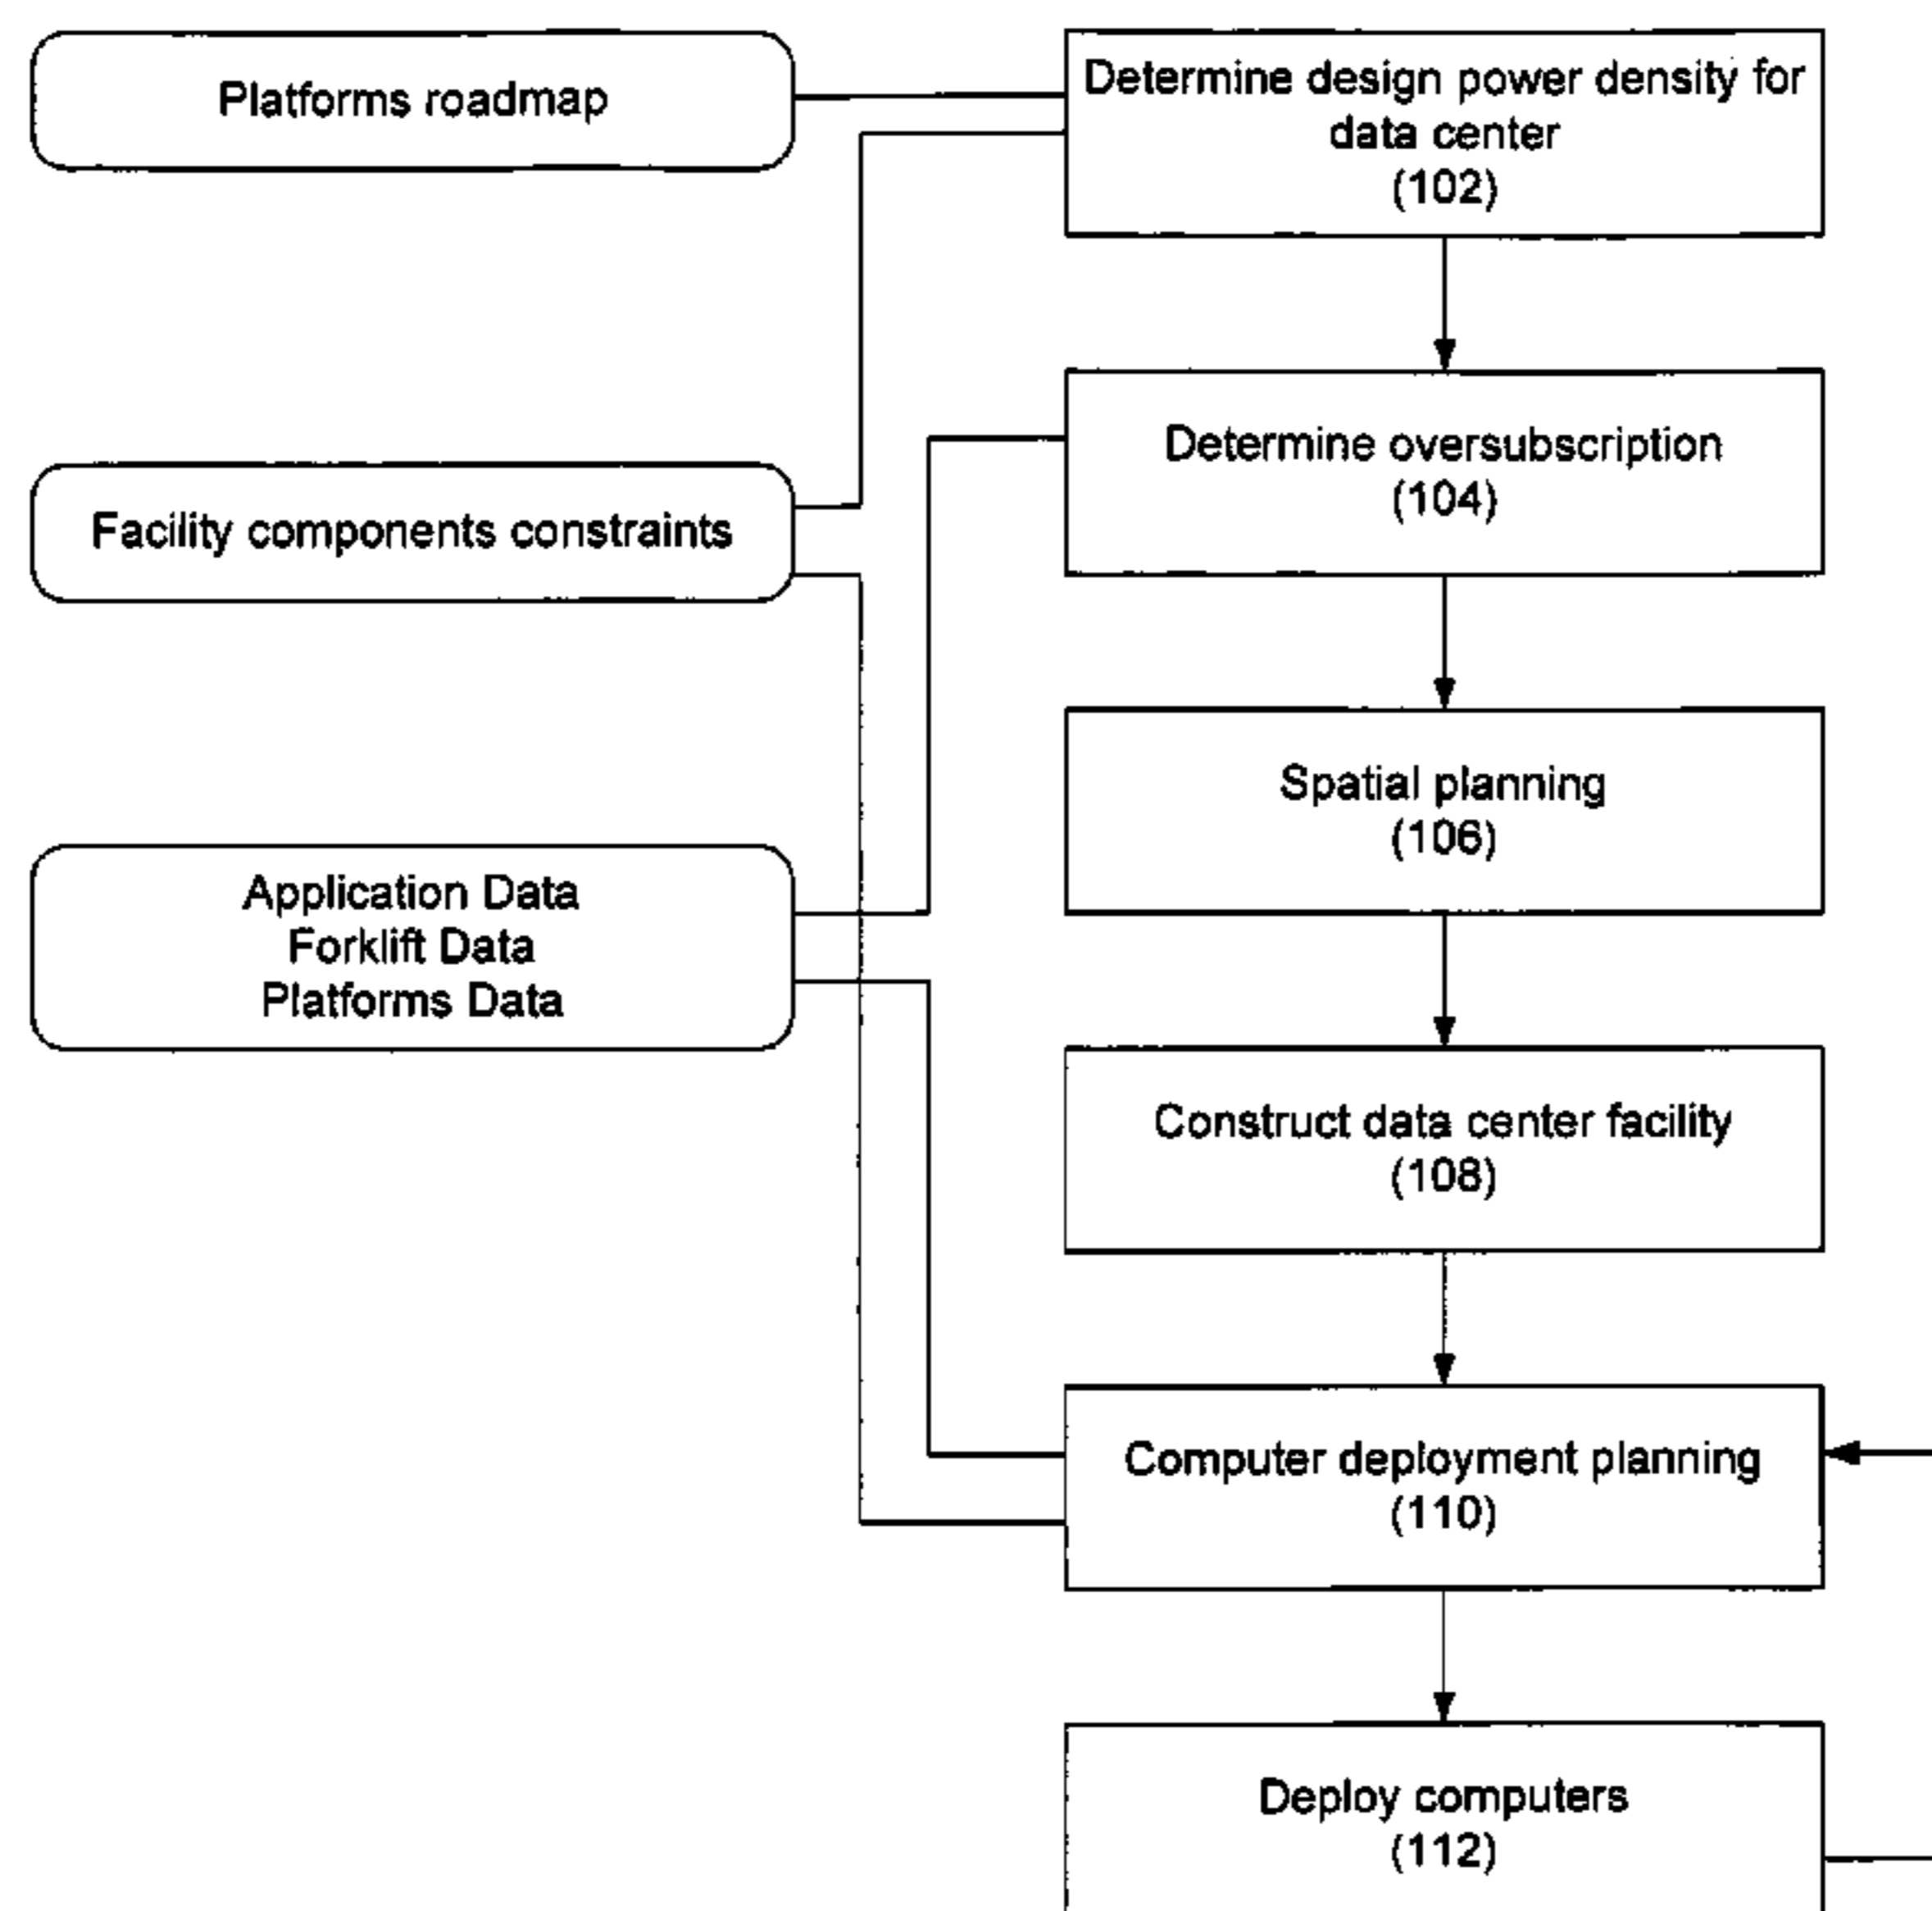 Platforms roadmap
Determine design power density for
data center
(102)
Facility components constraints
Determine oversubscription
(104)
Spatial planning
(106)
Application Data
Forklift Data
Platforms Data
Construct data center facility
(108)
Computer deployment planning
(110)
Deploy computers
(112)